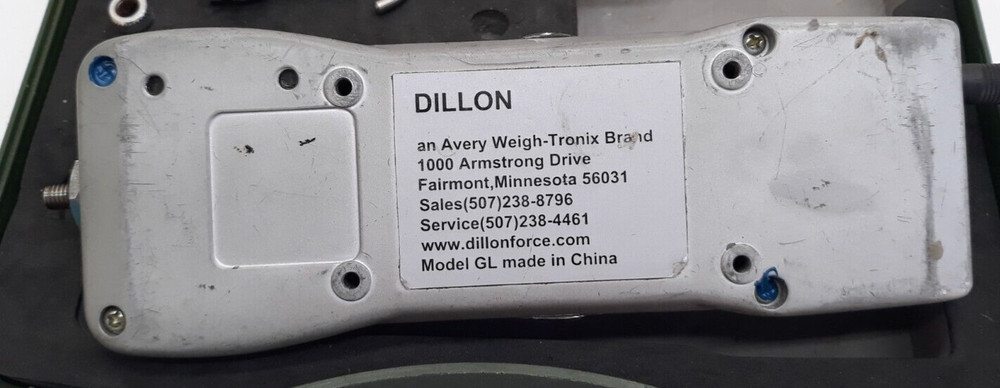 DILLON
an Avery Weigh-Tronix Brand
1000 Armstrong Drive
Fairmont,Minnesota 56031
Sales(507)238-8796
Service(507)238-4461
www.dillonforce.com
Model GL made in China